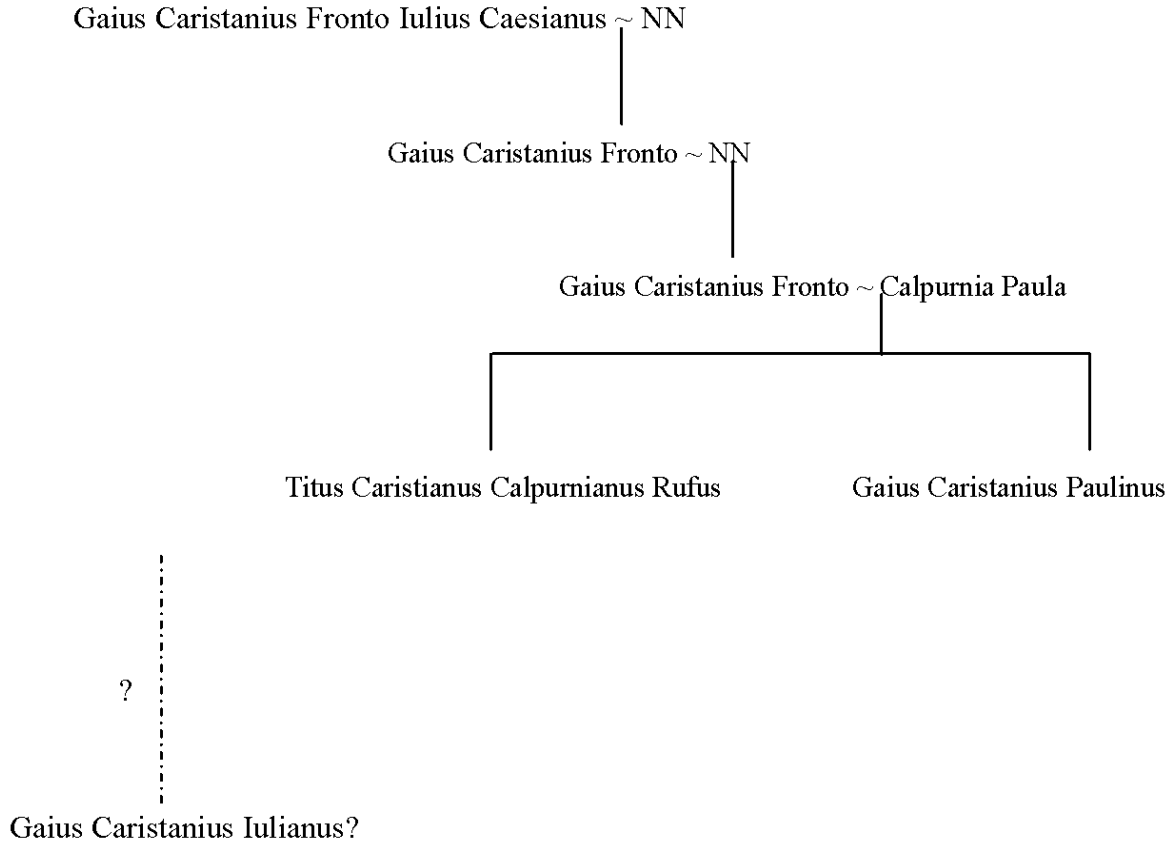 Gaius Caristanius Fronto Iulius Caesianus ~ NN
Gaius Caristanius Fronto ~ NN
Gaius Caristanius Fronto ~ Calpurnia Paula
Titus Caristianus Calpurnianus Rufus
Gaius Caristanius Paulinus
?
Gaius Caristanius Iulianus?